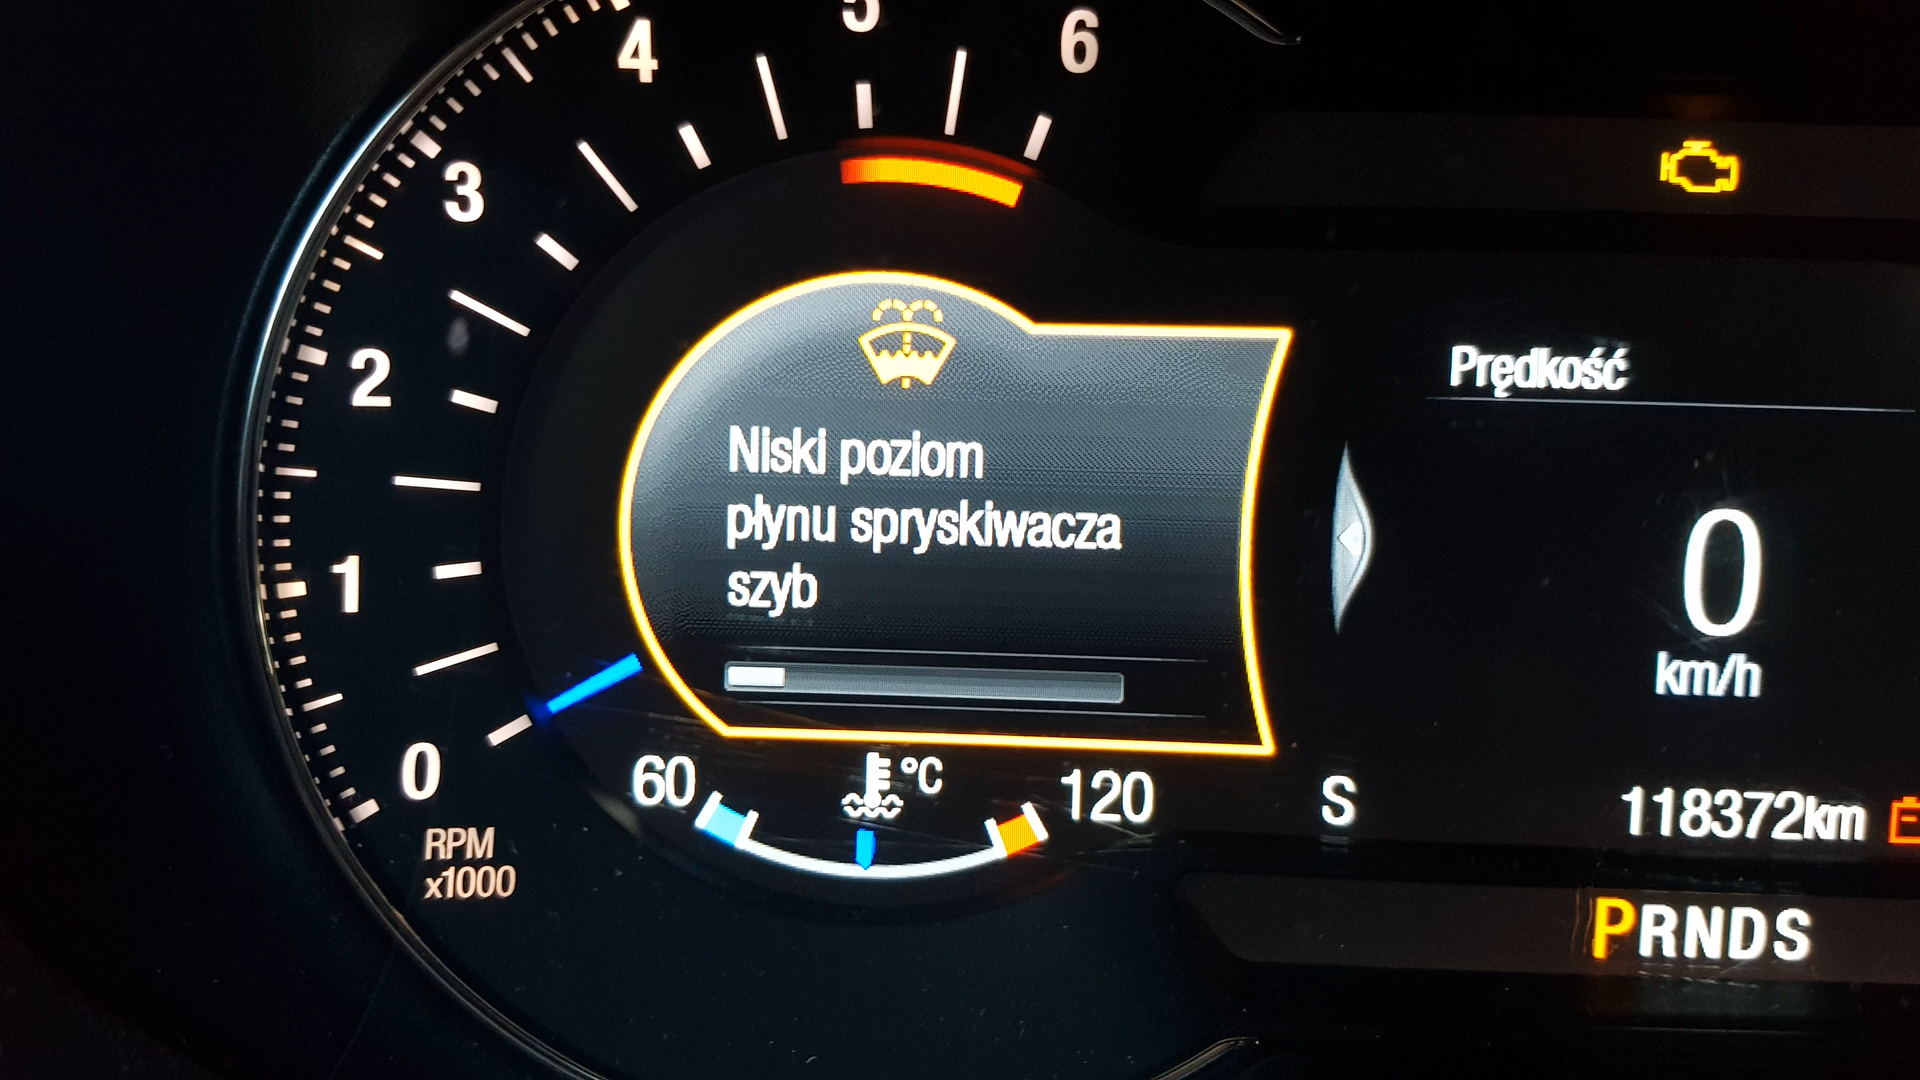 5
4
6
3
2
1
0
RPM
x1000
Niski poziom
płynu spryskiwacza
szyb
60
°C
120
Prędkość
0
km/h
S
118372km
PRNDS